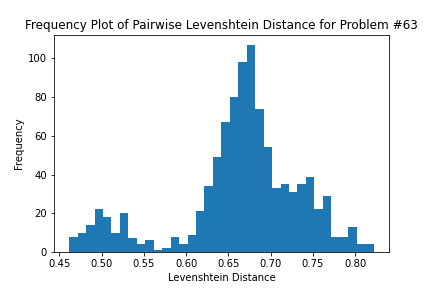 Frequency Plot of Pairwise Levenshtein Distance for Problem #63
100
80
60
40
20
0
Frequency
0.45 0.50 0.55 0.60 0.65 0.70 0.75 0.80
Levenshtein Distance